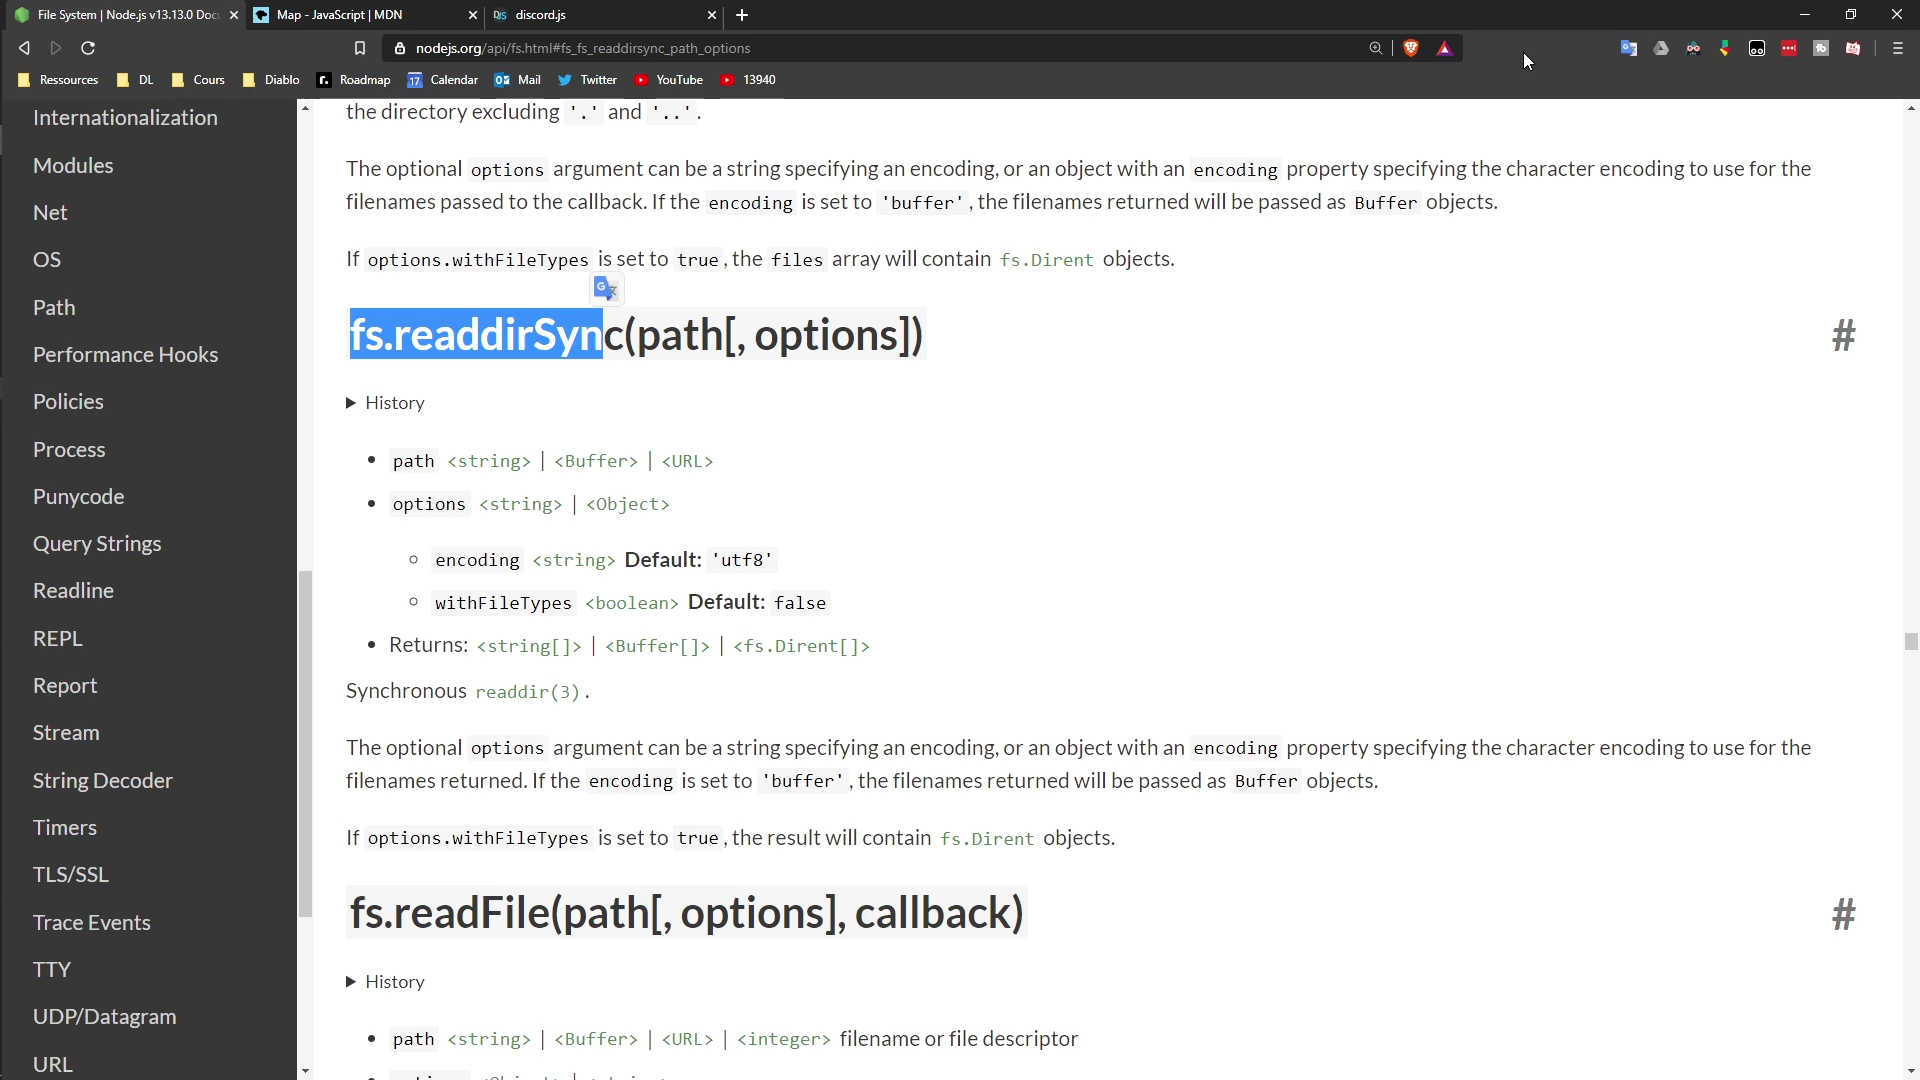 File System | Node.js v13.13.0 Doc
Map - JavaScript | MDN
discord.js
nodejs.org/api/fs.html#fs_fs_readdirsync_path_options
Ressources DL Cours Diablo r. Roadmap 17 Calendar Mail Twitter YouTube 13940
Internationalization
Modules
Net
OS
Path
Performance Hooks
Policies
Process
Punycode
Query Strings
Readline
REPL
Report
Stream
String Decoder
Timers
TLS/SSL
Trace Events
TTY
UDP/Datagram
URL
the directory excluding '.' and '..'.
The optional options argument can be a string specifying an encoding, or an object with an encoding property specifying the character encoding to use for the
filenames passed to the callback. If the encoding is set to 'buffer', the filenames returned will be passed as Buffer objects.
If options.withFileTypes is set to true, the files array will contain fs.Dirent objects.
fs.readdirSync(path[, options]) #
▶ History
• path <string> | <Buffer> | <URL>
• options <string> | <Object>
◦ encoding <string> Default: 'utf8'
◦ withFileTypes <boolean> Default: false
• Returns: <string[]> | <Buffer[]> | <fs.Dirent[]>
Synchronous readdir(3).
The optional options argument can be a string specifying an encoding, or an object with an encoding property specifying the character encoding to use for the
filenames returned. If the encoding is set to 'buffer', the filenames returned will be passed as Buffer objects.
If options.withFileTypes is set to true, the result will contain fs.Dirent objects.
fs.readFile(path[, options], callback) #
▶ History
• path <string> | <Buffer> | <URL> | <integer> filename or file descriptor